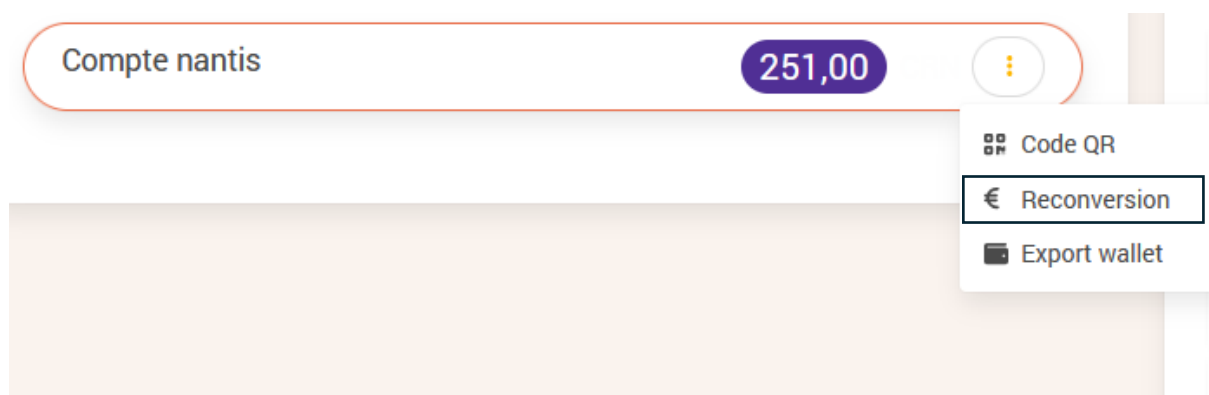 Compte nantis
251,00
Code QR
€ Reconversion
Export wallet